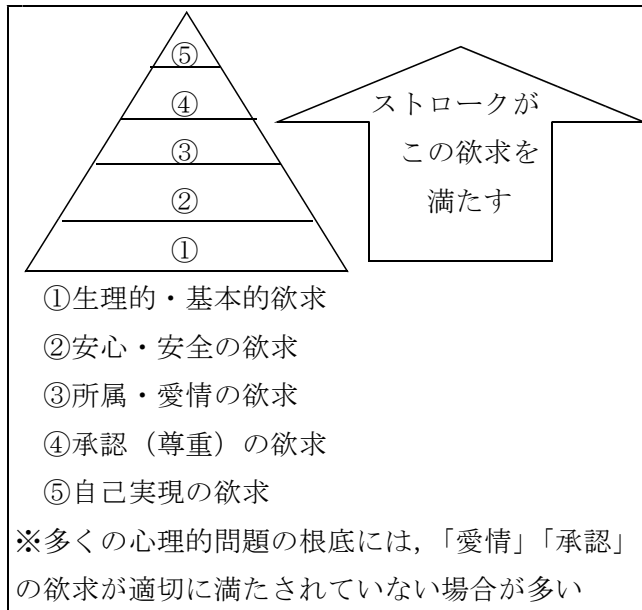 ⑤
④
③
②
①
ストロークが
この欲求を
満たす
①生理的・基本的欲求
②安心・安全の欲求
③所属・愛情の欲求
④承認（尊重）の欲求
⑤自己実現の欲求
※多くの心理的問題の根底には，「愛情」「承認」
の欲求が適切に満たされていない場合が多い